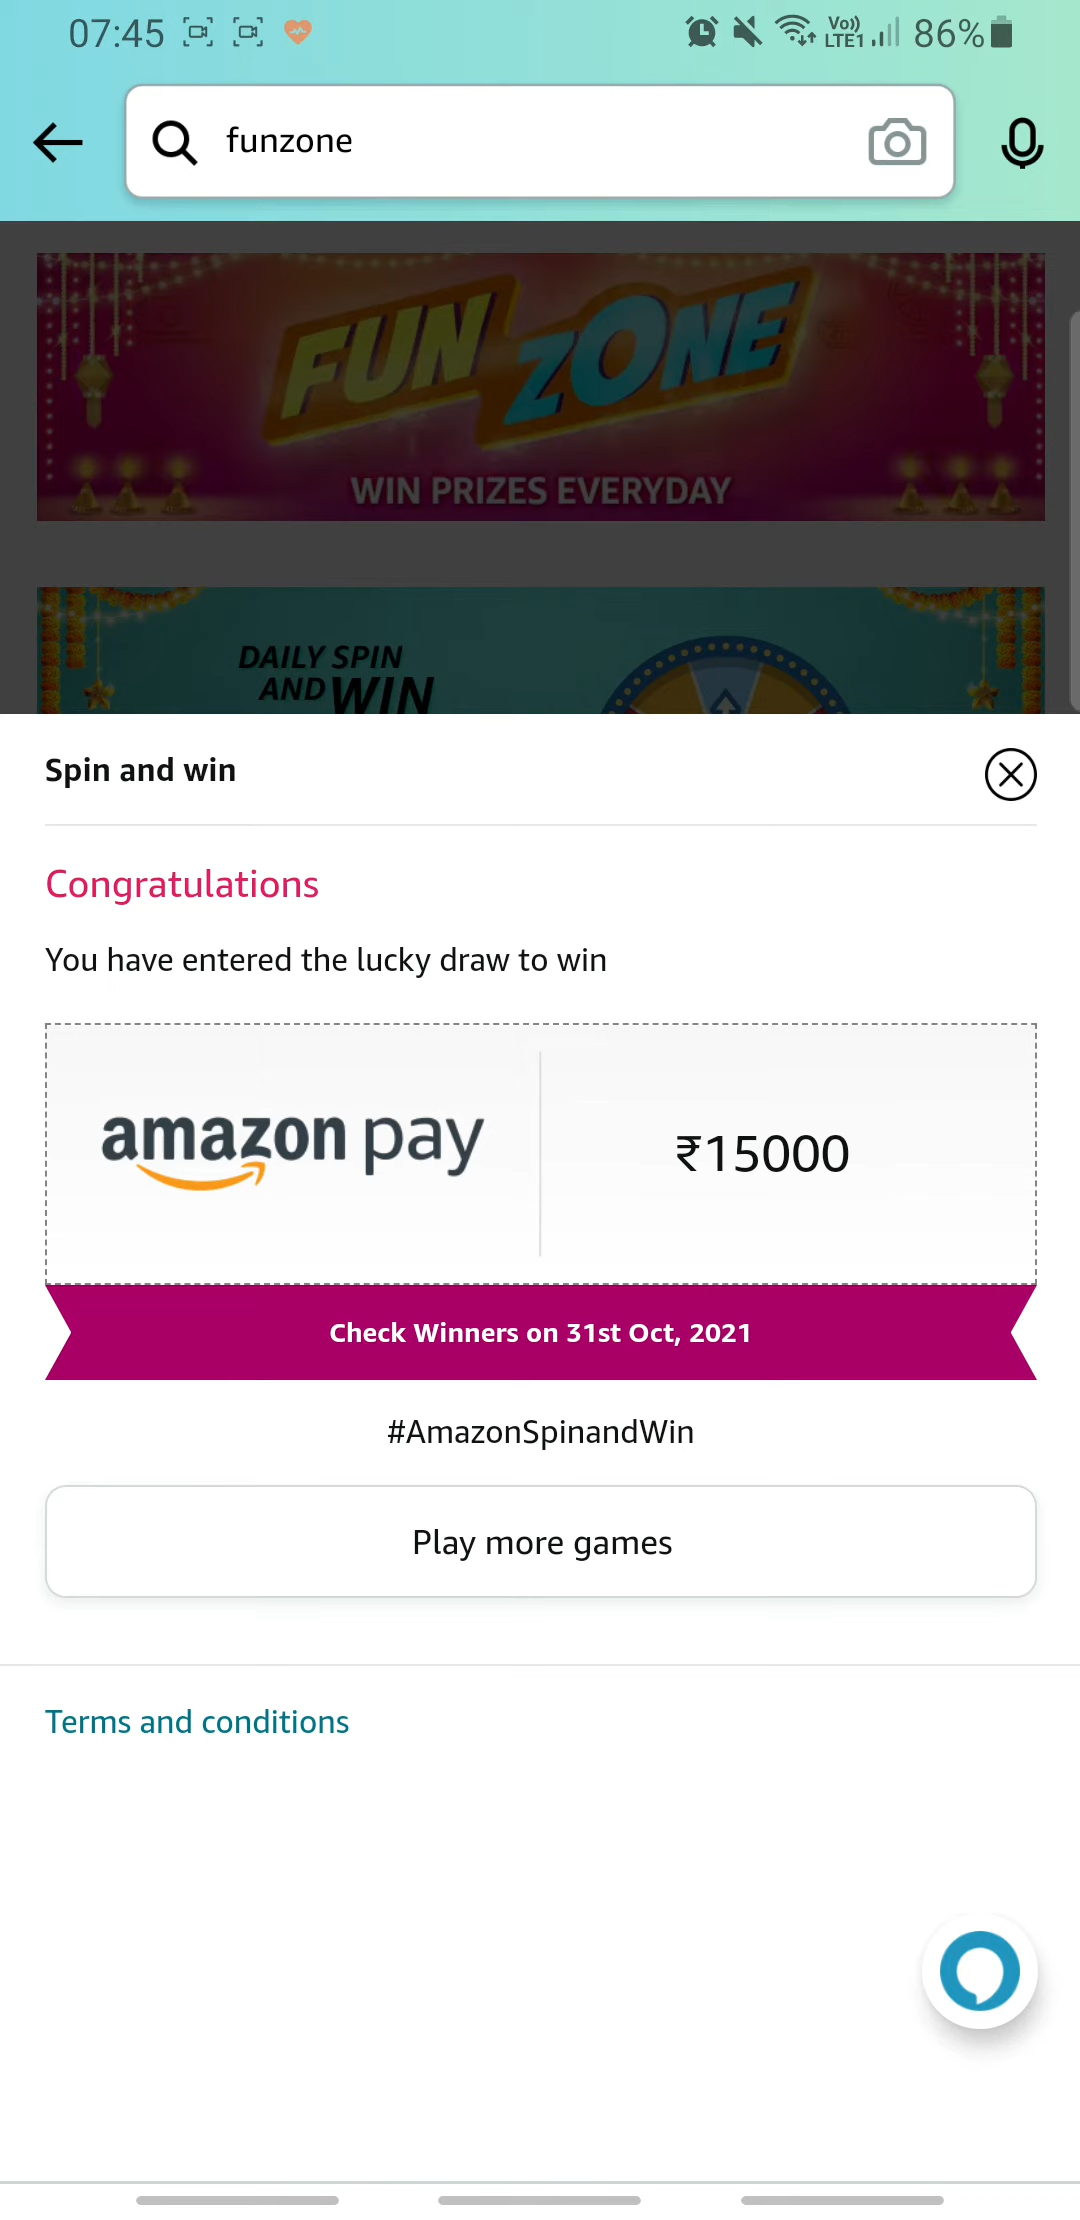 07:45 Vo)) LTE1 86%
funzone
FUN ZONE
WIN PRIZES EVERYDAY
DAILY SPIN
AND WIN
Spin and win
Congratulations
You have entered the lucky draw to win
amazon pay
₹15000
Check Winners on 31st Oct, 2021
#AmazonSpinandWin
Play more games
Terms and conditions